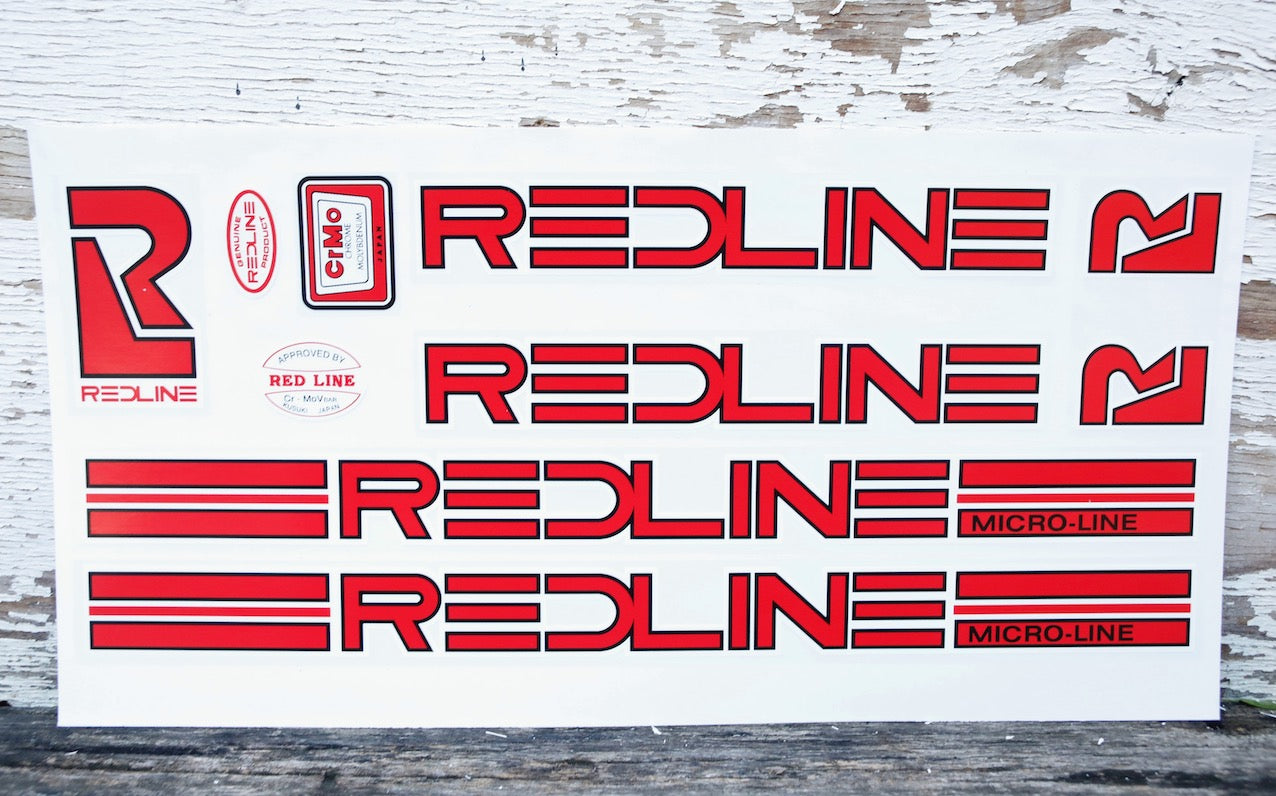 R
REDLINE
GENUINE
REDLINE
PRODUCT
CrMo
CHROME
MOLYBDENUM
JAPAN
REDLINE
R
APPROVED BY
RED LINE
Cr - MoV BAR
KUSUKI JAPAN
REDLINE
R
REDLINE
MICRO-LINE
REDLINE
MICRO-LINE